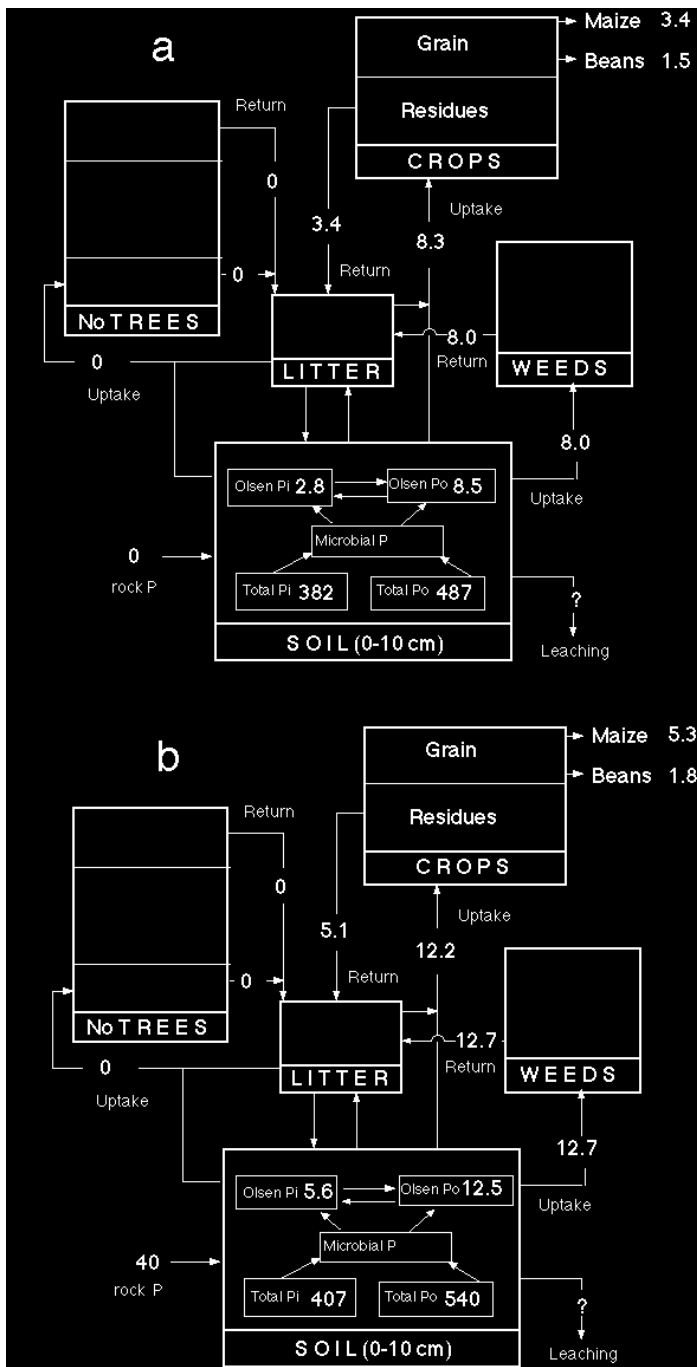 a
Maize 3.4
Grain
Beans 1.5
Return
Residues
CROPS
0
Uptake
3.4
8.3
Return
0
No TREES
8.0
0
LITTER
Return
WEEDS
Uptake
8.0
Olsen Pi 2.8
Olsen Po 8.5
Uptake
Microbial P
0
rock P
Total Pi 382
Total Po 487
?
SOIL (0-10 cm)
Leaching
b
Maize 5.3
Grain
Beans 1.8
Return
Residues
CROPS
0
Uptake
5.1
12.2
Return
0
No TREES
12.7
0
LITTER
Return
WEEDS
Uptake
12.7
Olsen Pi 5.6
Olsen Po 12.5
Uptake
Microbial P
40
rock P
Total Pi 407
Total Po 540
?
SOIL (0-10 cm)
Leaching